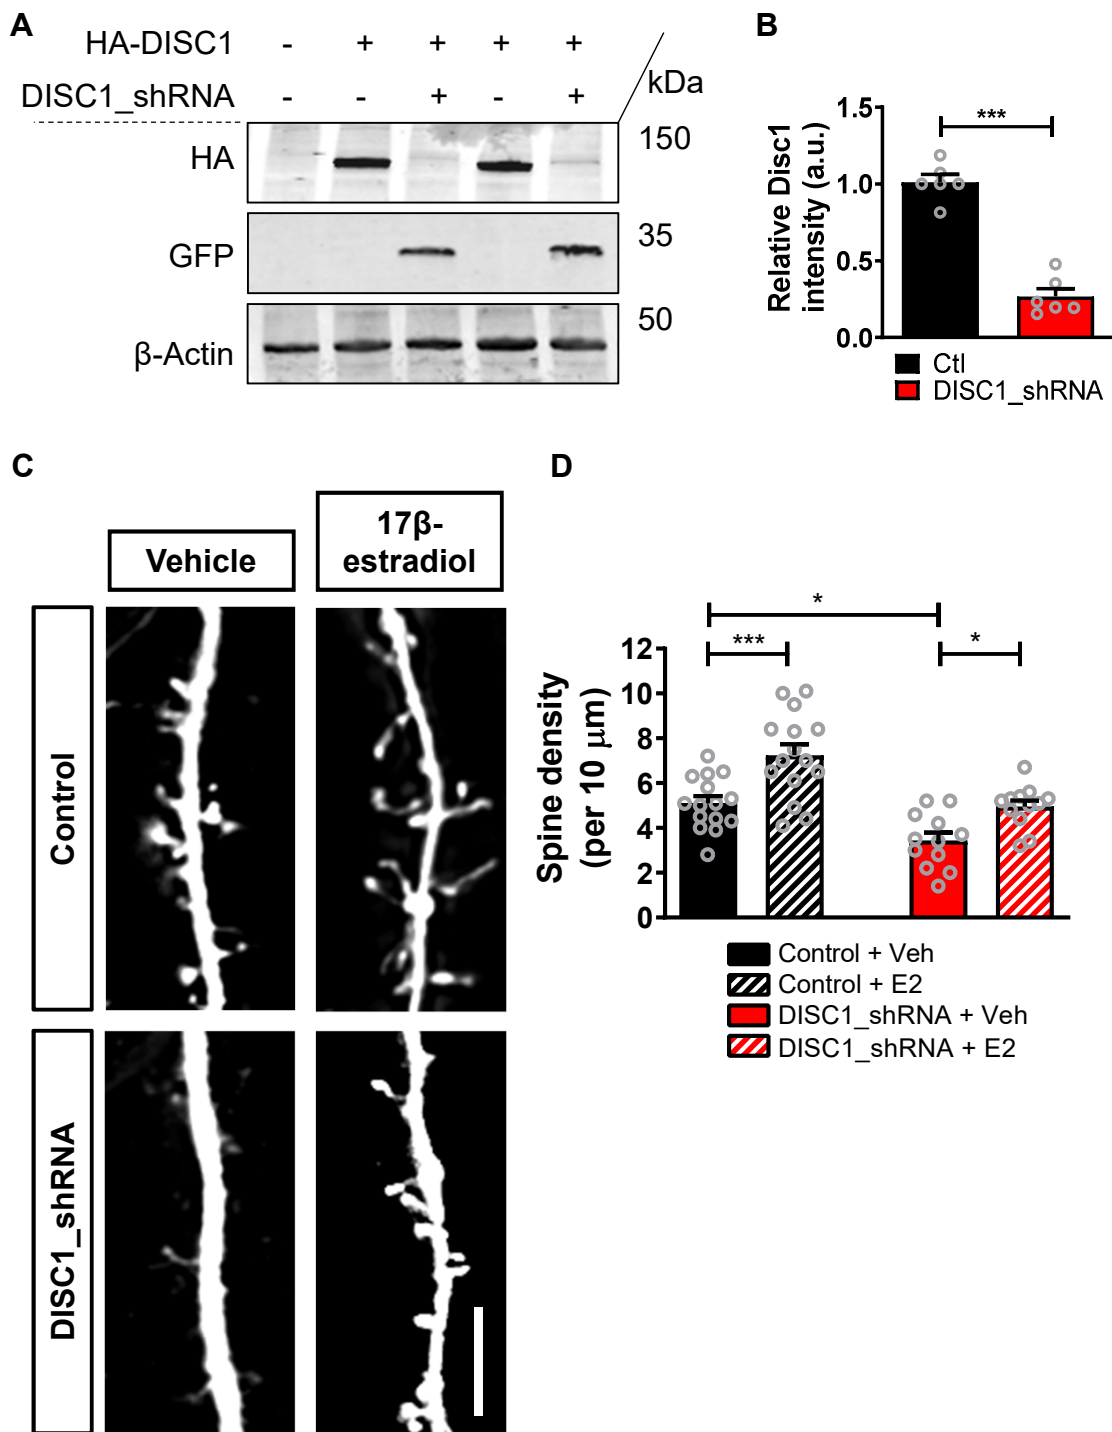 A
HA-DISC1 - + + + +
DISC1_shRNA - - + - +
kDa
HA
150
GFP
35
β-Actin
50
B
Relative Disc1
intensity (a.u.)
1.5
1.0
0.5
0.0
***
Ctl
DISC1_shRNA
C
Vehicle
17β-
estradiol
Control
DISC1_shRNA
D
Spine density
(per 10 μm)
12
10
8
6
4
2
0
*
***
*
Control + Veh
Control + E2
DISC1_shRNA + Veh
DISC1_shRNA + E2